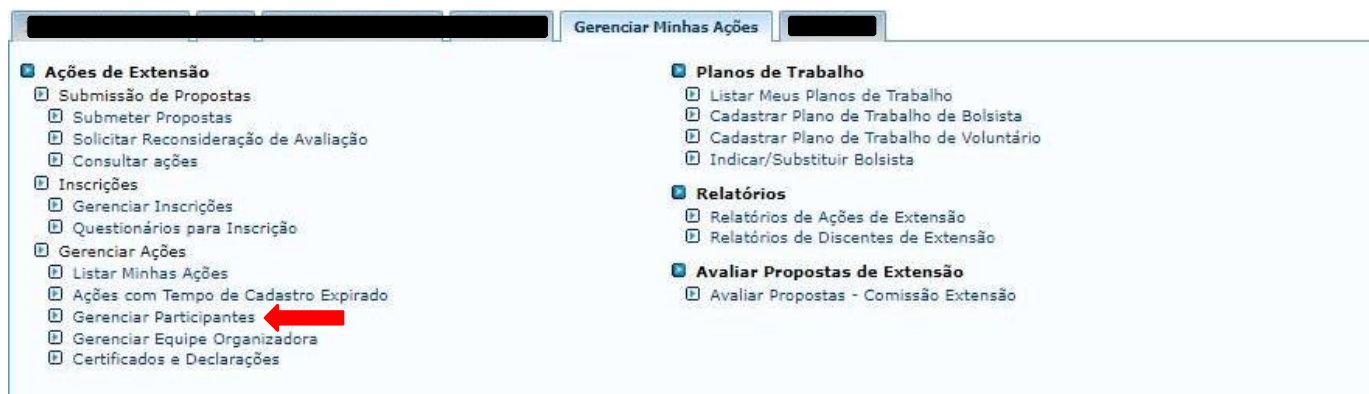 Gerenciar Minhas Ações
Ações de Extensão
Submissão de Propostas
Submeter Propostas
Solicitar Reconsideração de Avaliação
Consultar ações
Inscrições
Gerenciar Inscrições
Questionários para Inscrição
Gerenciar Ações
Listar Minhas Ações
Ações com Tempo de Cadastro Expirado
Gerenciar Participantes
Gerenciar Equipe Organizadora
Certificados e Declarações
Planos de Trabalho
Listar Meus Planos de Trabalho
Cadastrar Plano de Trabalho de Bolsista
Cadastrar Plano de Trabalho de Voluntário
Indicar/Substituir Bolsista
Relatórios
Relatórios de Ações de Extensão
Relatórios de Discentes de Extensão
Avaliar Propostas de Extensão
Avaliar Propostas - Comissão Extensão